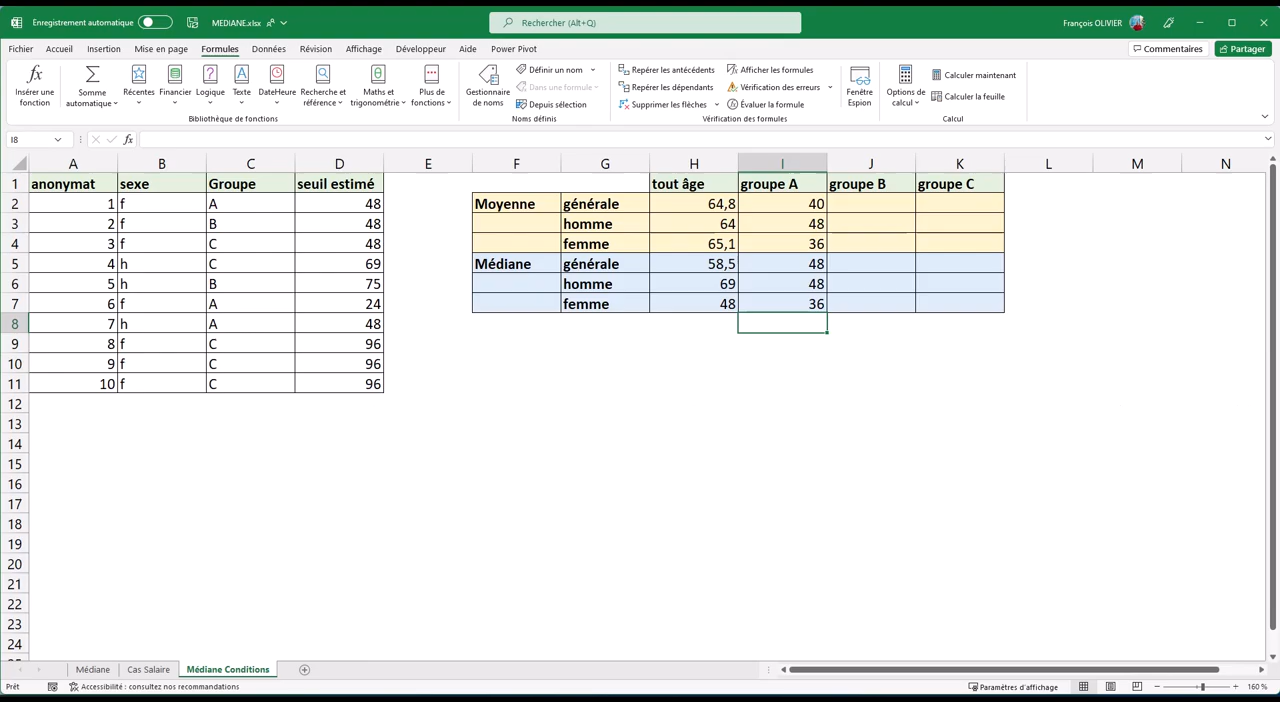 Enregistrement automatique MEDIANE.xlsx Rechercher (Alt+Q) François OLIVIER
Fichier Accueil Insertion Mise en page Formules Données Révision Affichage Développeur Aide Power Pivot Commentaires Partager
Insérer une fonction
Somme automatique
Récentes
Financier
Logique
Texte
DateHeure
Recherche et référence
Maths et trigonométrie
Plus de fonctions
Bibliothèque de fonctions
Gestionnaire de noms
Définir un nom
Dans une formule
Depuis sélection
Noms définis
Repérer les antécédents
Repérer les dépendants
Supprimer les flèches
Afficher les formules
Vérification des erreurs
Évaluer la formule
Vérification des formules
Fenêtre Espion
Options de calcul
Calculer maintenant
Calculer la feuille
Calcul
I8 fx
A B C D E F G H I J K L M N
1 anonymat sexe Groupe seuil estimé tout âge groupe A groupe B groupe C
2 1 f A 48 Moyenne générale 64,8 40
3 2 f B 48 homme 64 48
4 3 f C 48 femme 65,1 36
5 4 h C 69 Médiane générale 58,5 48
6 5 h B 75 homme 69 48
7 6 f A 24 femme 48 36
8 7 h A 48
9 8 f C 96
10 9 f C 96
11 10 f C 96
12
13
14
15
16
17
18
19
20
21
22
23
24
Médiane Cas Salaire Médiane Conditions
Prêt Accessibilité : consultez nos recommandations Paramètres d'affichage 160 %